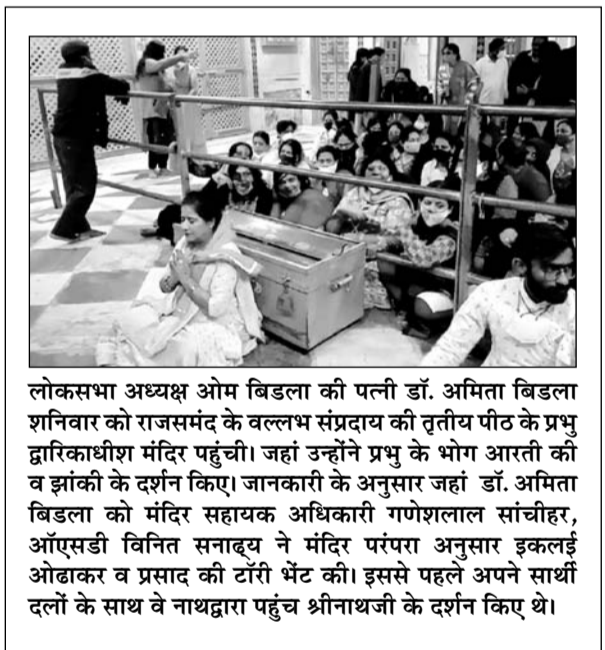 लोकसभा अध्यक्ष ओम बिडला की पत्नी डॉ. अमिता बिडला
शनिवार को राजसमंद के वल्लभ संप्रदाय की तृतीय पीठ के प्रभु
द्वारिकाधीश मंदिर पहुंची। जहां उन्होंने प्रभु के भोग आरती की
व झांकी के दर्शन किए। जानकारी के अनुसार जहां डॉ. अमिता
बिडला को मंदिर सहायक अधिकारी गणेशलाल सांचीहर,
ऑएसडी विनित सनाढ्य ने मंदिर परंपरा अनुसार इकलई
ओढाकर व प्रसाद की टॉरी भेंट की। इससे पहले अपने सार्थी
दलों के साथ वे नाथद्वारा पहुंच श्रीनाथजी के दर्शन किए थे।